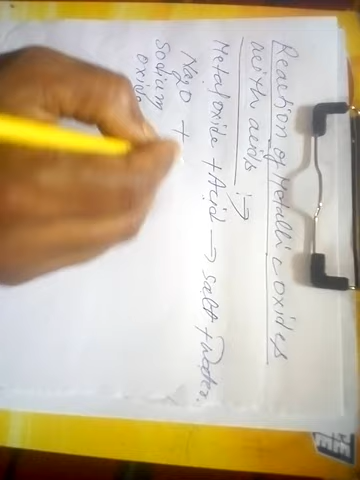 Reaction of Metallic oxides
with acids :→
Metal oxide + Acid → salt + water.
Na2O +
Sodium
oxide